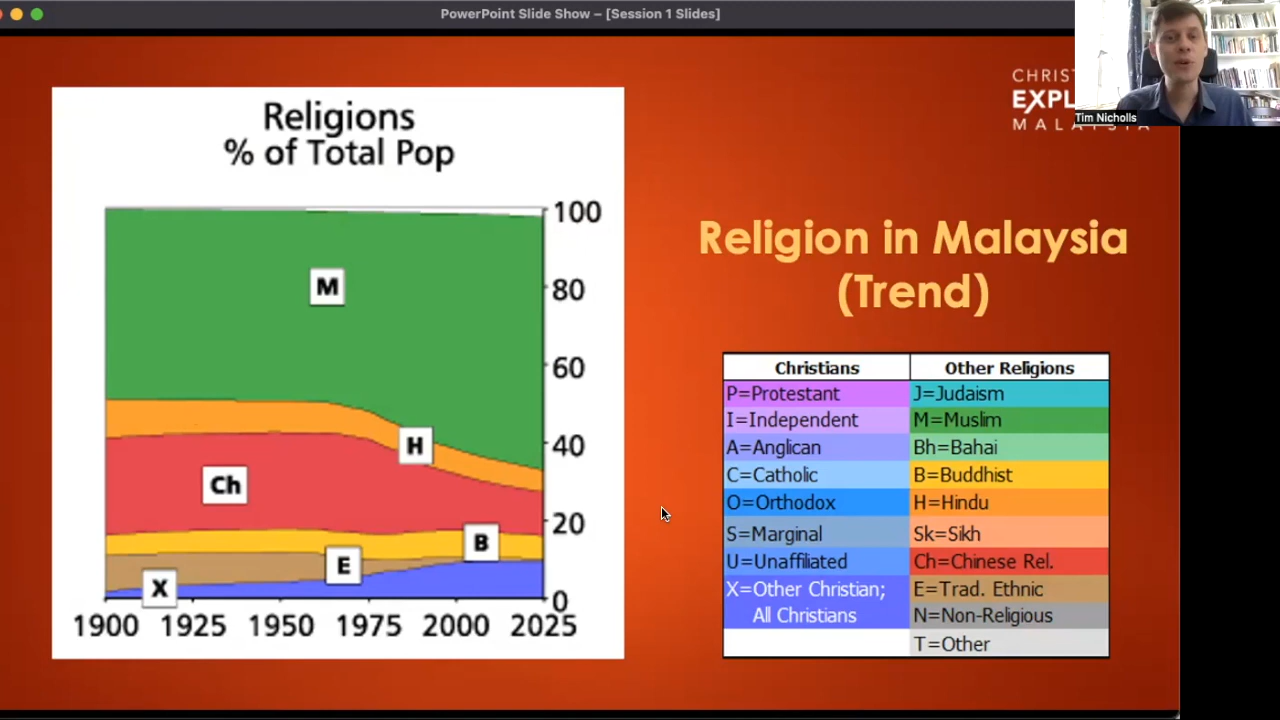 PowerPoint Slide Show – [Session 1 Slides]
Tim Nicholls
EXPL
Religions
% of Total Pop
100
80
60
40
20
0
M
H
Ch
B
E
X
1900 1925 1950 1975 2000 2025
Religion in Malaysia
(Trend)
Christians Other Religions
P=Protestant J=Judaism
I=Independent M=Muslim
A=Anglican Bh=Bahai
C=Catholic B=Buddhist
O=Orthodox H=Hindu
S=Marginal Sk=Sikh
U=Unaffiliated Ch=Chinese Rel.
X=Other Christian; E=Trad. Ethnic
All Christians N=Non-Religious
T=Other